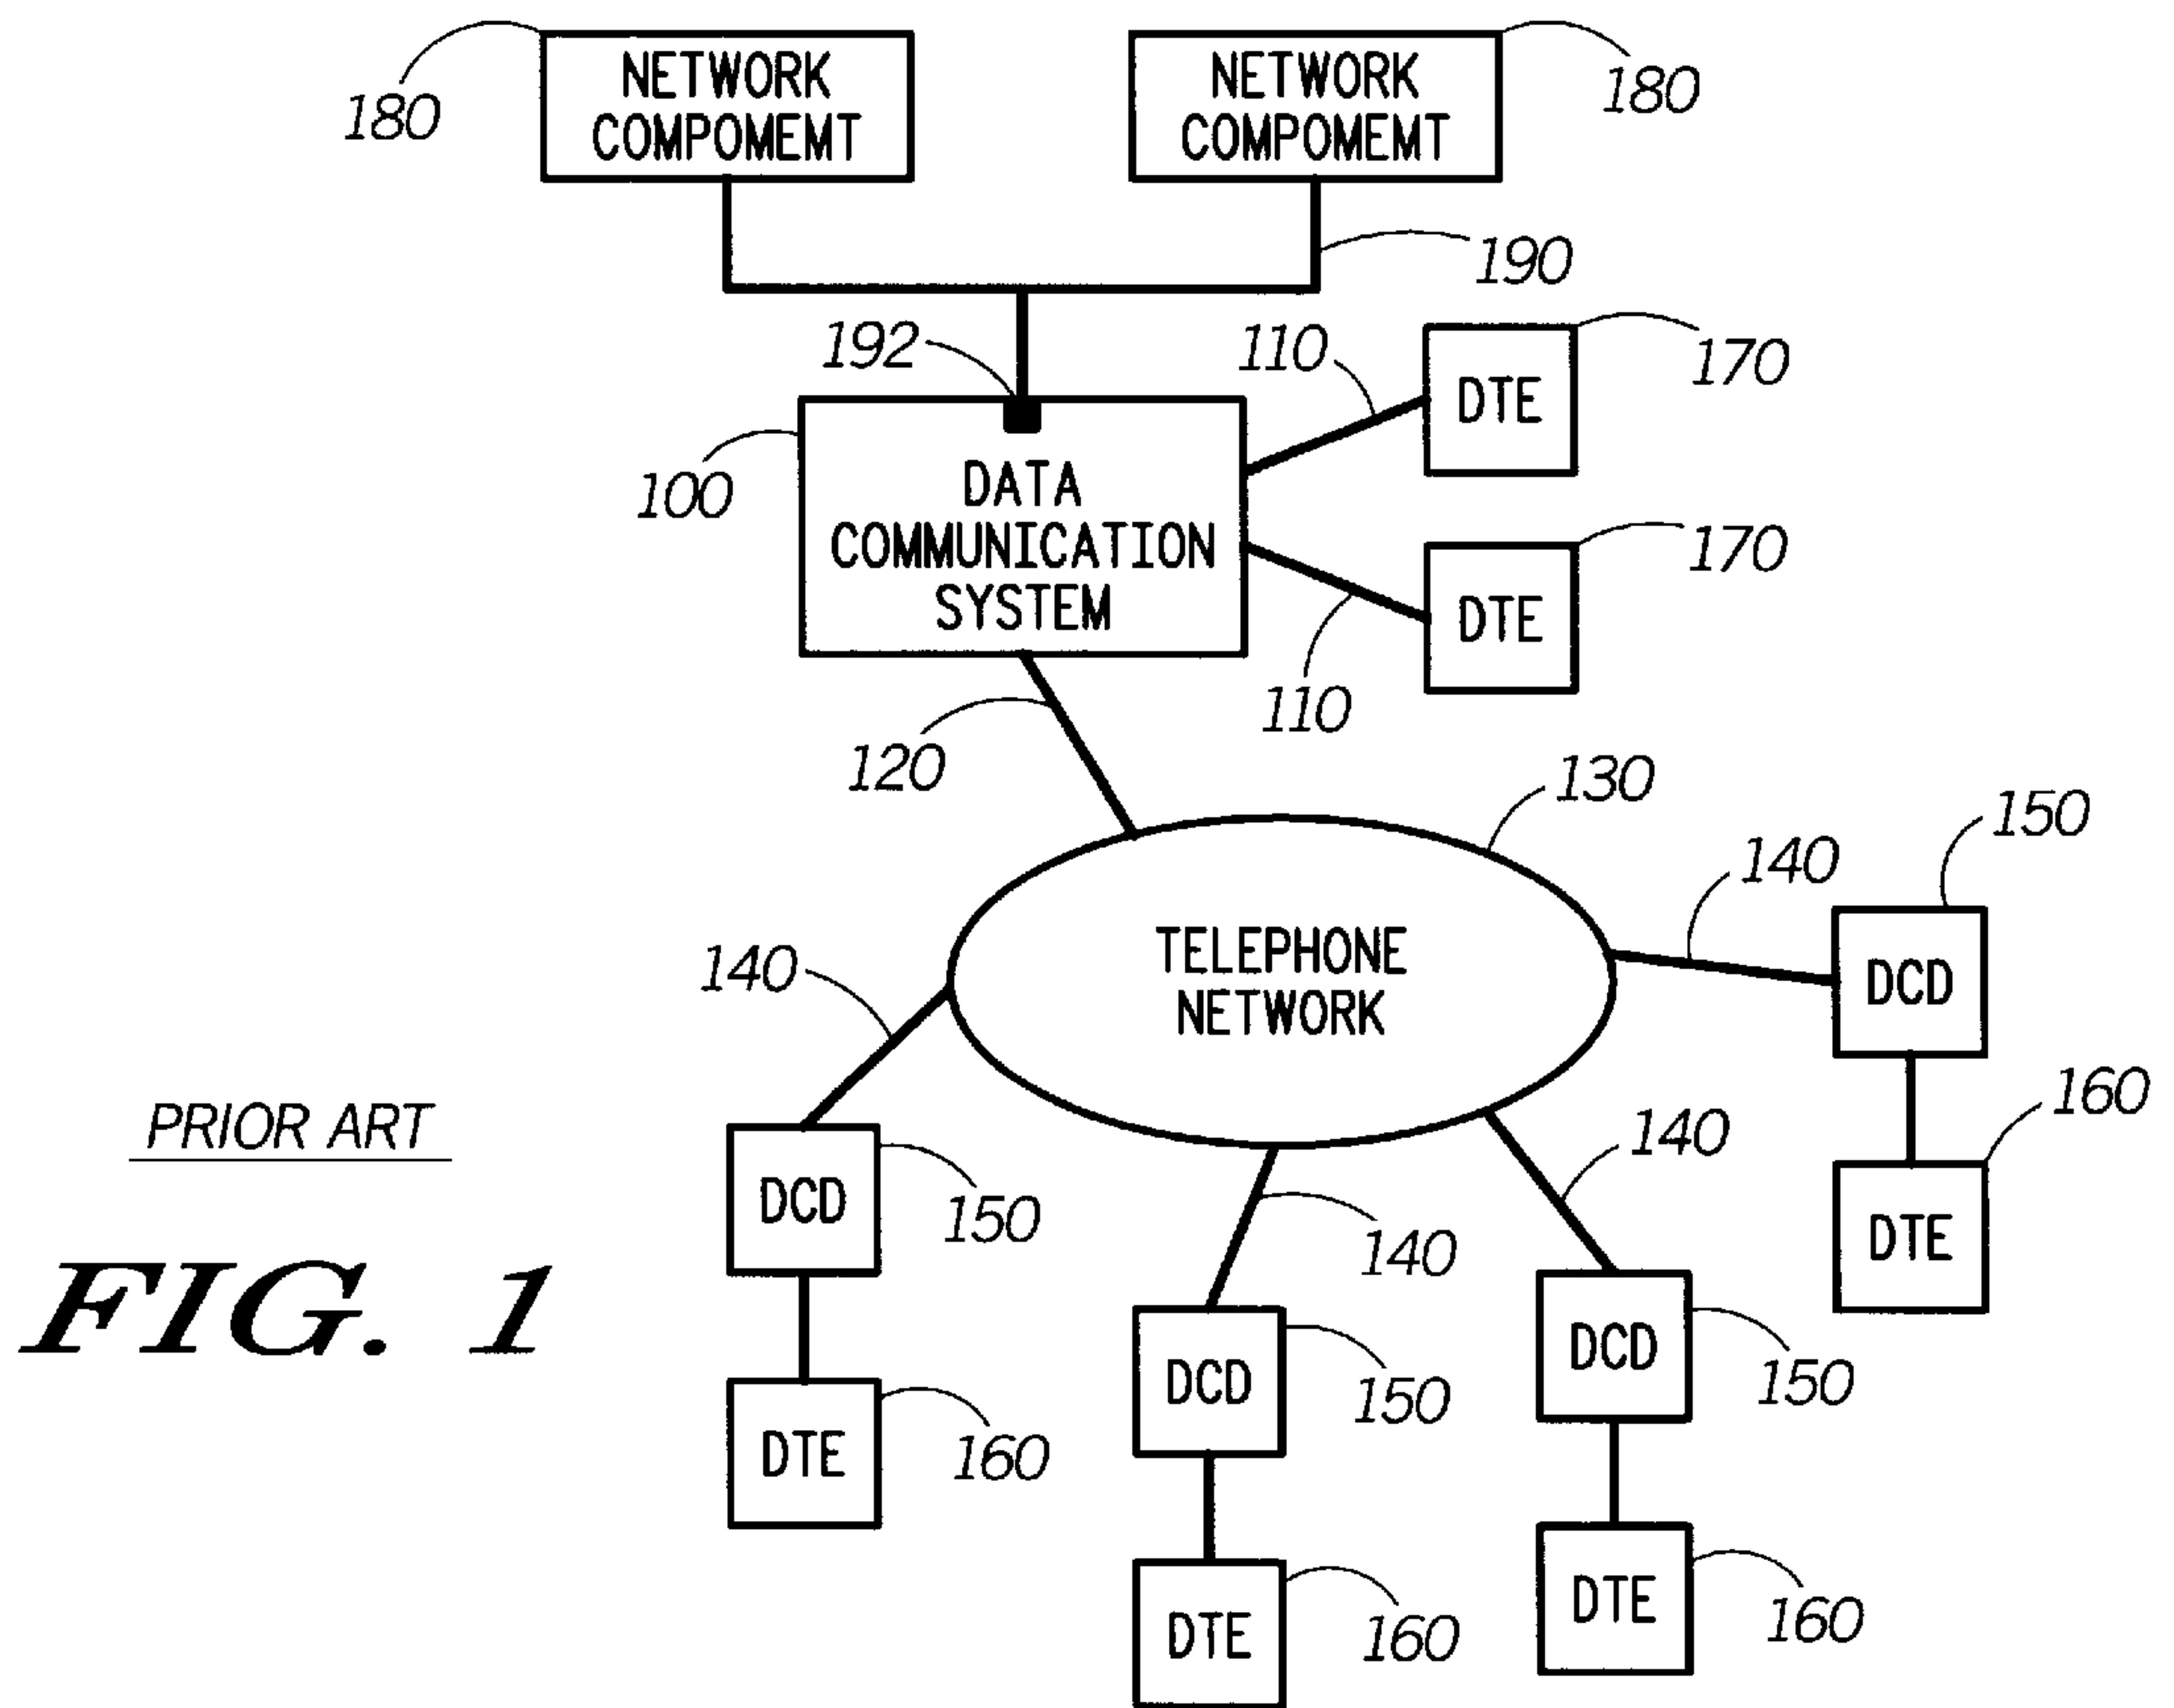 NETWORK
COMPOMEMT
180
NETWORK
COMPOMEMT
180
190
192
110
DTE
170
100
DATA
COMMUNICATION
SYSTEM
DTE
170
110
120
130
TELEPHONE
NETWORK
140
DCD
150
140
DCD
150
140
DCD
150
140
DCD
150
DTE
160
DTE
160
DTE
160
DTE
160
PRIOR ART
FIG. 1